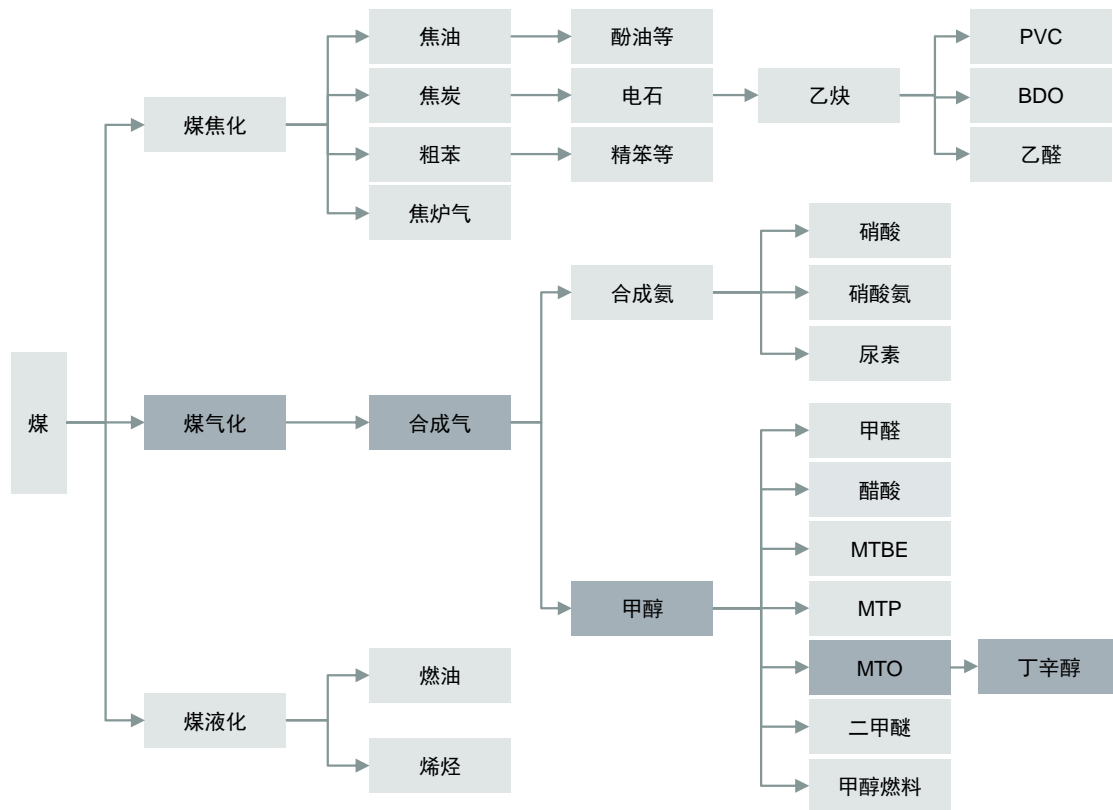 煤
煤焦化
焦油
酚油等
焦炭
电石
乙炔
PVC
BDO
乙醛
粗苯
精笨等
焦炉气
煤气化
合成气
合成氨
硝酸
硝酸氨
尿素
甲醇
甲醛
醋酸
MTBE
MTP
MTO
丁辛醇
二甲醚
甲醇燃料
煤液化
燃油
烯烃